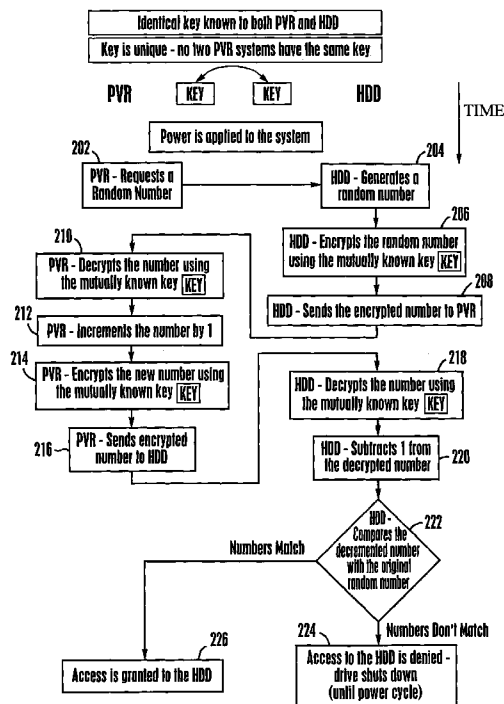 Identical key known to both PVR and HDD
Key is unique - no two PVR systems have the same key
PVR
KEY
KEY
HDD
TIME
Power is applied to the system
202
PVR - Requests a
Random Number
204
HDD - Generates a
random number
206
HDD - Encrypts the random number
using the mutually known key KEY
208
HDD - Sends the encrypted number to PVR
210
PVR - Decrypts the number using
the mutually known key KEY
212
PVR - Increments the number by 1
214
PVR - Encrypts the new number using
the mutually known key KEY
216
PVR - Sends encrypted
number to HDD
218
HDD - Decrypts the number using
the mutually known key KEY
220
HDD - Subtracts 1 from
the decrypted number
222
HDD -
Compares the
decremented number
with the original
random number
Numbers Match
Numbers Don't Match
226
Access is granted to the HDD
224
Access to the HDD is denied -
drive shuts down
(until power cycle)